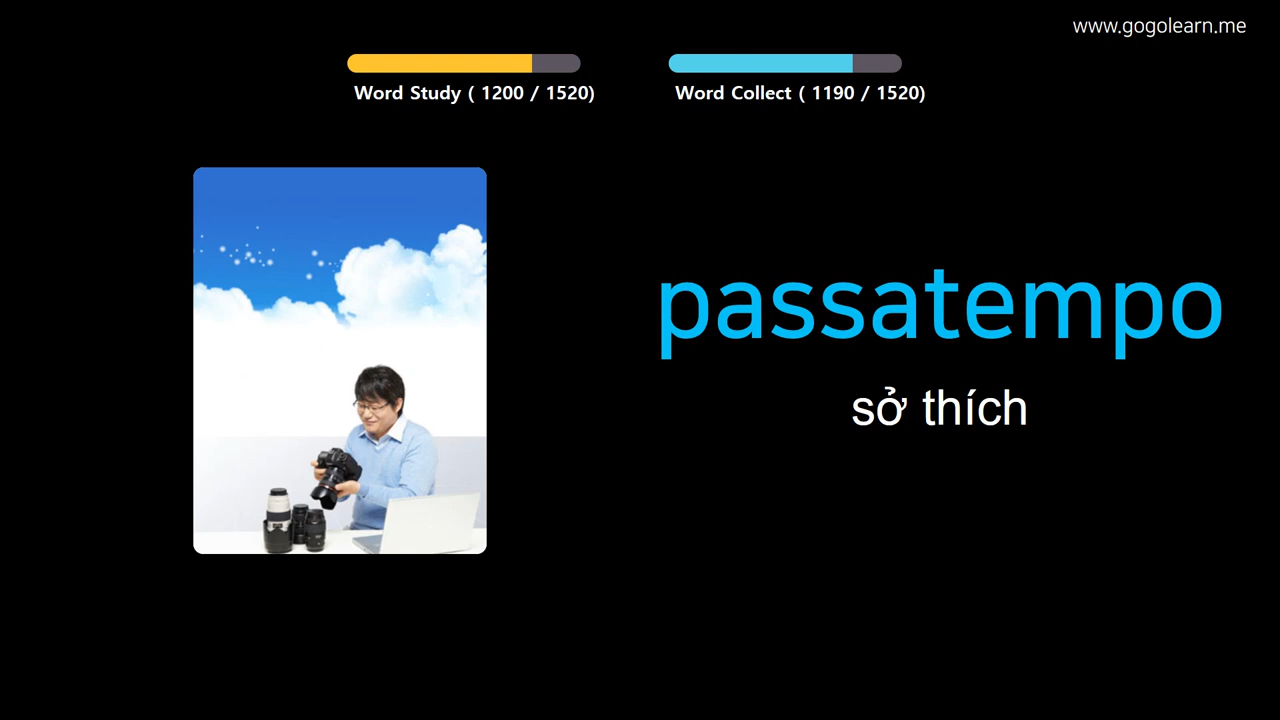 www.gogolearn.me
Word Study ( 1200 / 1520)
Word Collect ( 1190 / 1520)
passatempo
sở thích